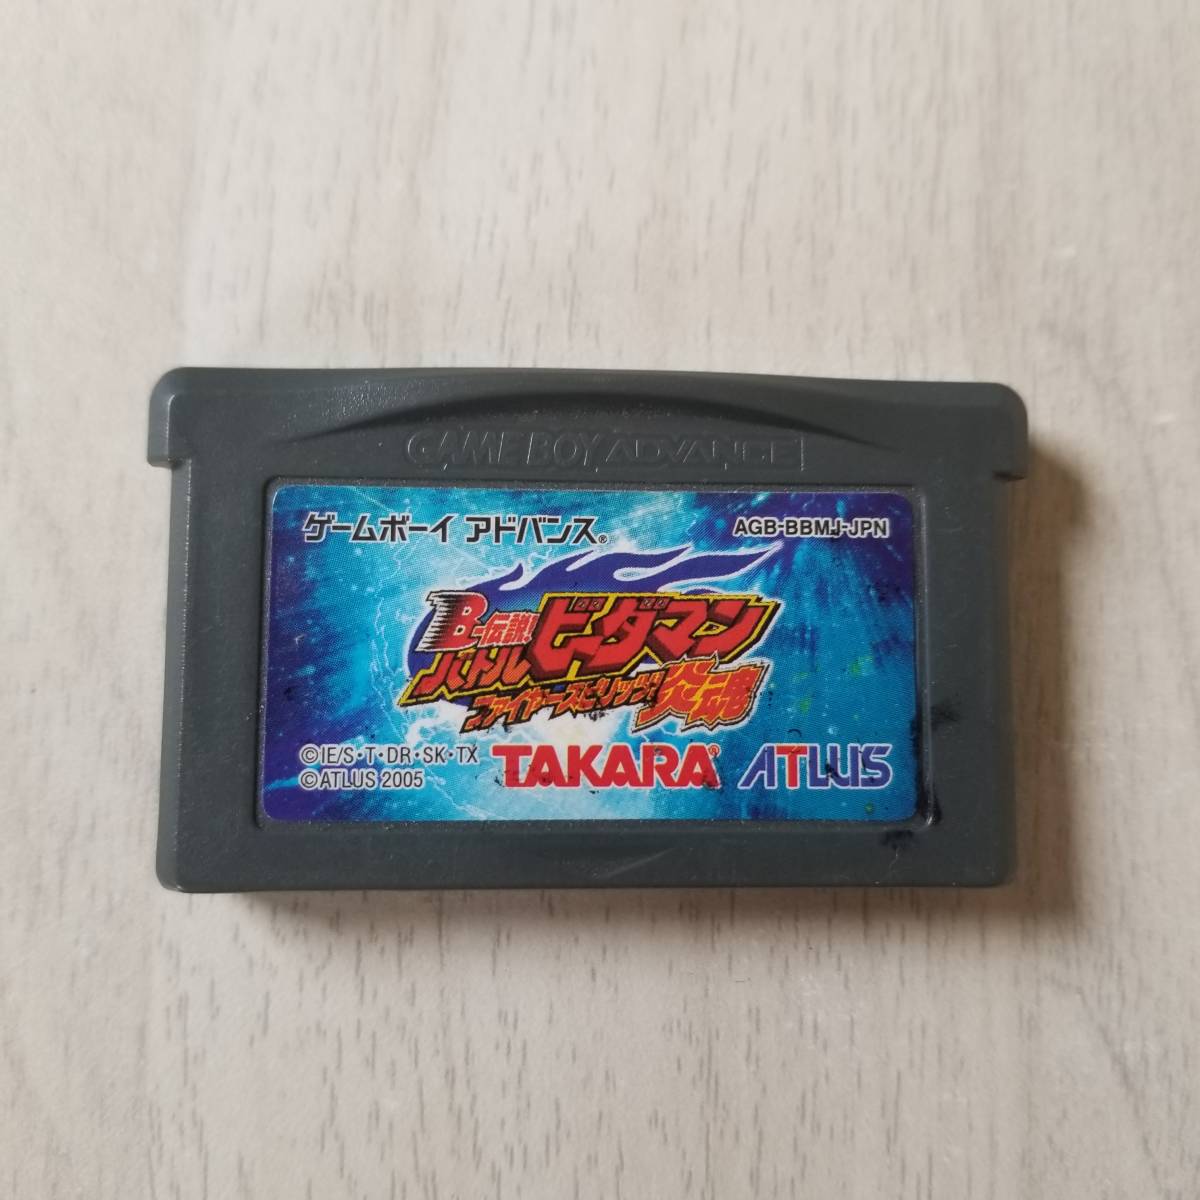 GAME BOY ADVANCE
ゲームボーイ アドバンス®
AGB-BBMJ-JPN
B-伝説!
バトル ビーダマン
ファイヤースピリッツ! 炎魂
©IE/S・T・DR・SK・TX
©ATLUS 2005
TAKARA®
ATLUS